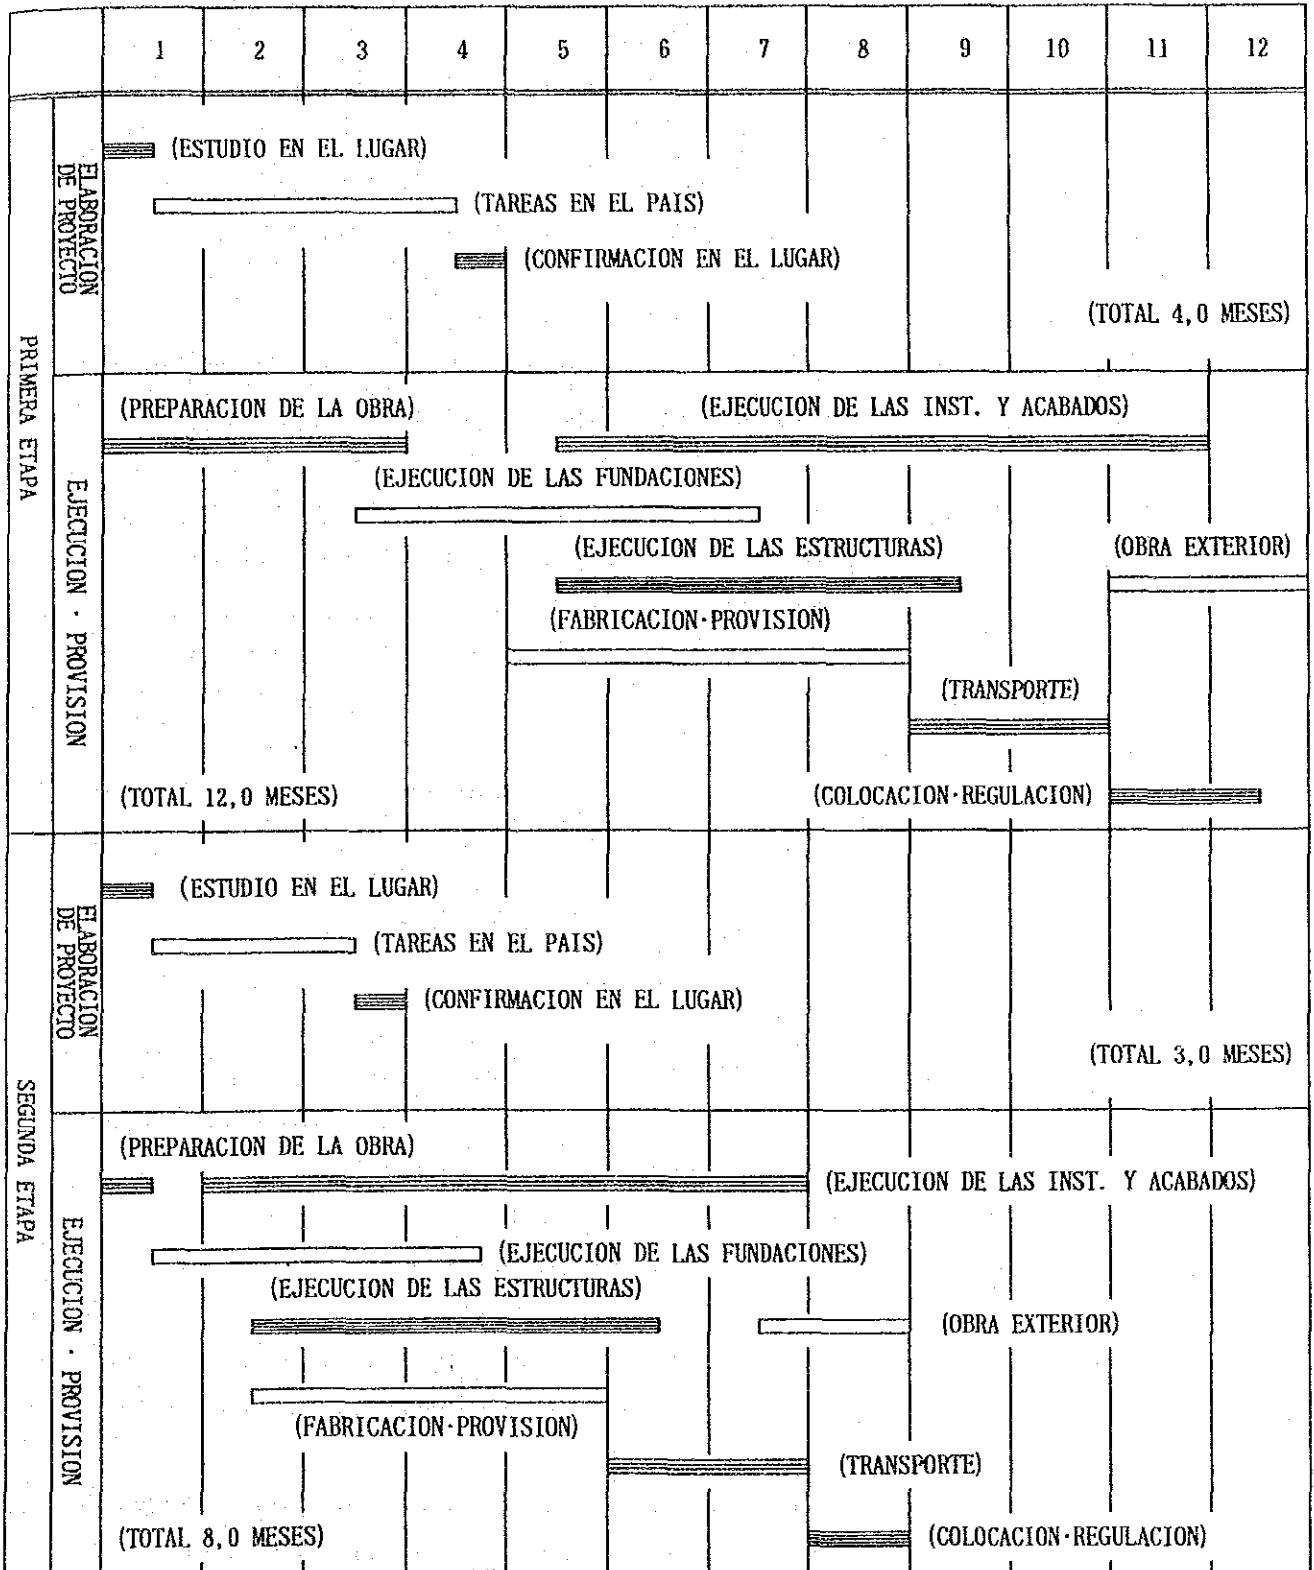 1 2 3 4 5 6 7 8 9 10 11 12
PRIMERA ETAPA
ELABORACION
DE PROYECTO
(ESTUDIO EN EL LUGAR)
(TAREAS EN EL PAIS)
(CONFIRMACION EN EL LUGAR)
(TOTAL 4,0 MESES)
EJECUCION · PROVISION
(PREPARACION DE LA OBRA) (EJECUCION DE LAS INST. Y ACABADOS)
(EJECUCION DE LAS FUNDACIONES)
(EJECUCION DE LAS ESTRUCTURAS) (OBRA EXTERIOR)
(FABRICACION·PROVISION)
(TRANSPORTE)
(TOTAL 12,0 MESES) (COLOCACION·REGULACION)
SEGUNDA ETAPA
ELABORACION
DE PROYECTO
(ESTUDIO EN EL LUGAR)
(TAREAS EN EL PAIS)
(CONFIRMACION EN EL LUGAR)
(TOTAL 3,0 MESES)
EJECUCION · PROVISION
(PREPARACION DE LA OBRA)
(EJECUCION DE LAS INST. Y ACABADOS)
(EJECUCION DE LAS FUNDACIONES)
(EJECUCION DE LAS ESTRUCTURAS)
(OBRA EXTERIOR)
(FABRICACION·PROVISION)
(TRANSPORTE)
(TOTAL 8,0 MESES) (COLOCACION·REGULACION)